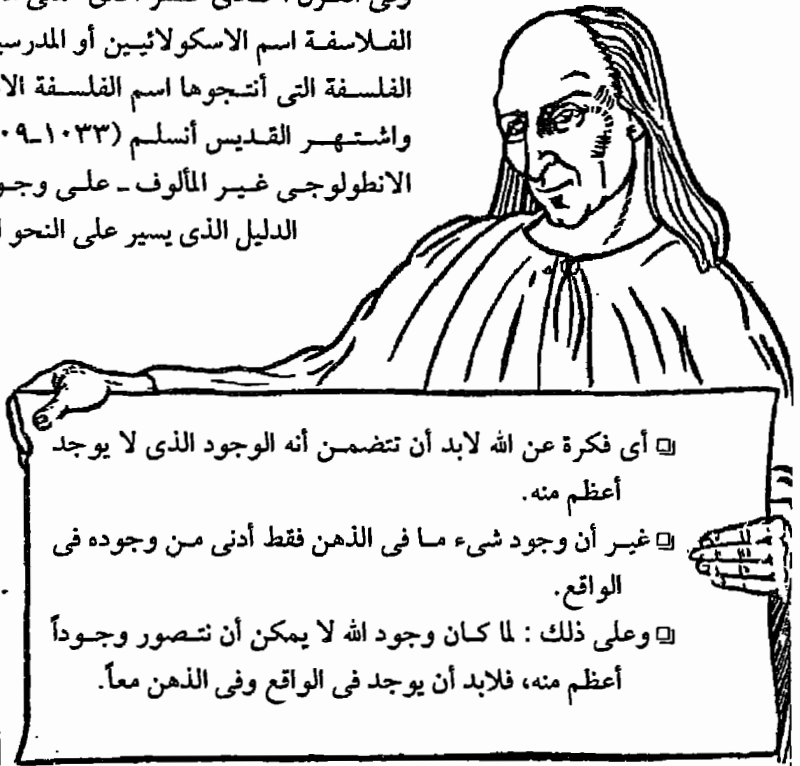 الفلاسفة اسم الاسكولائيين أو
الفلسفة التى أنتجوها اسم الفلسفة
واشتهر القديس أنسلم (١٠٣٣ـ
الانطولوجى غير المألوف ـ على
الدليل الذى يسير على النحو
أى فكرة عن الله لابد أن تتضمن أنه الوجود الذى لا يوجد
أعظم منه.
غير أن وجود شىء ما فى الذهن فقط أدنى من وجوده فى
الواقع.
وعلى ذلك : لما كان وجود الله لا يمكن أن نتصور وجوداً
أعظم منه، فلابد أن يوجد فى الواقع وفى الذهن معاً.